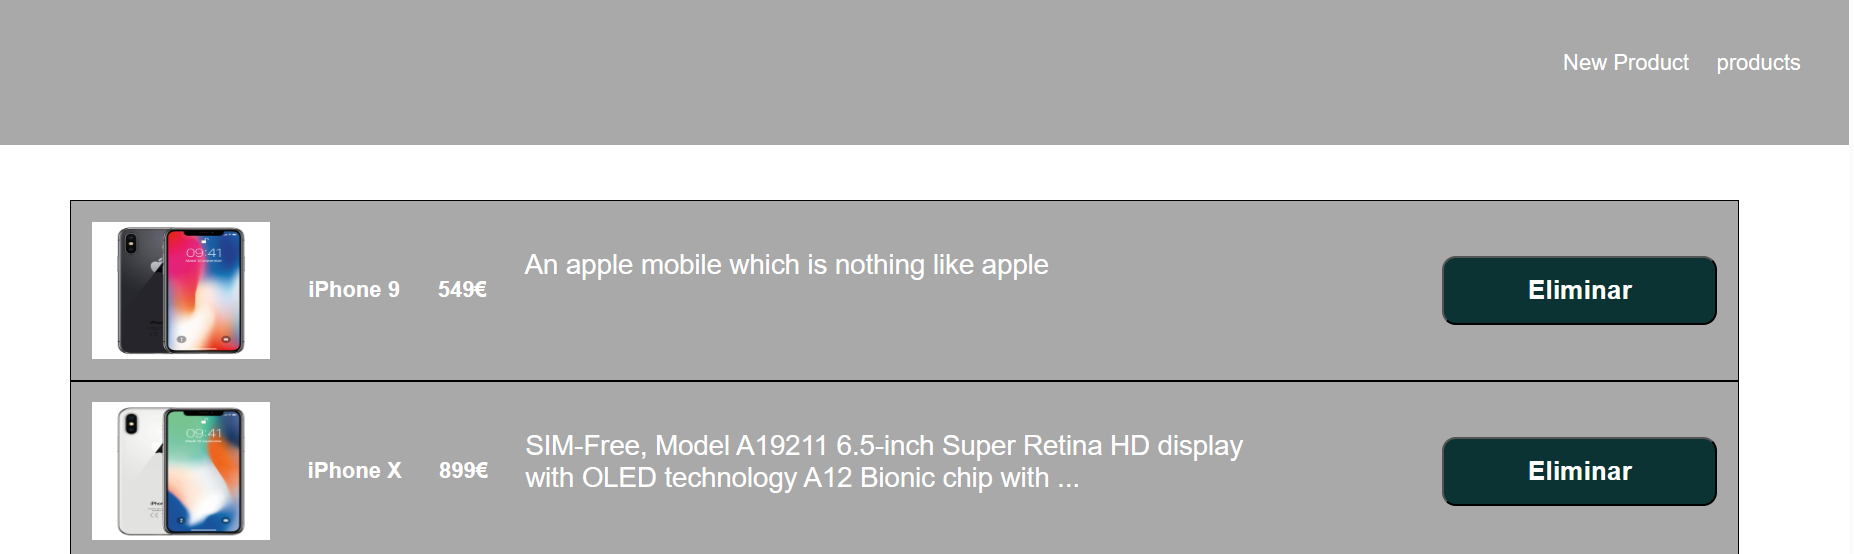 New Product products
09:41
An apple mobile which is nothing like apple
iPhone 9 549€
Eliminar
09:41
SIM-Free, Model A19211 6.5-inch Super Retina HD display
with OLED technology A12 Bionic chip with ...
iPhone X 899€
Eliminar